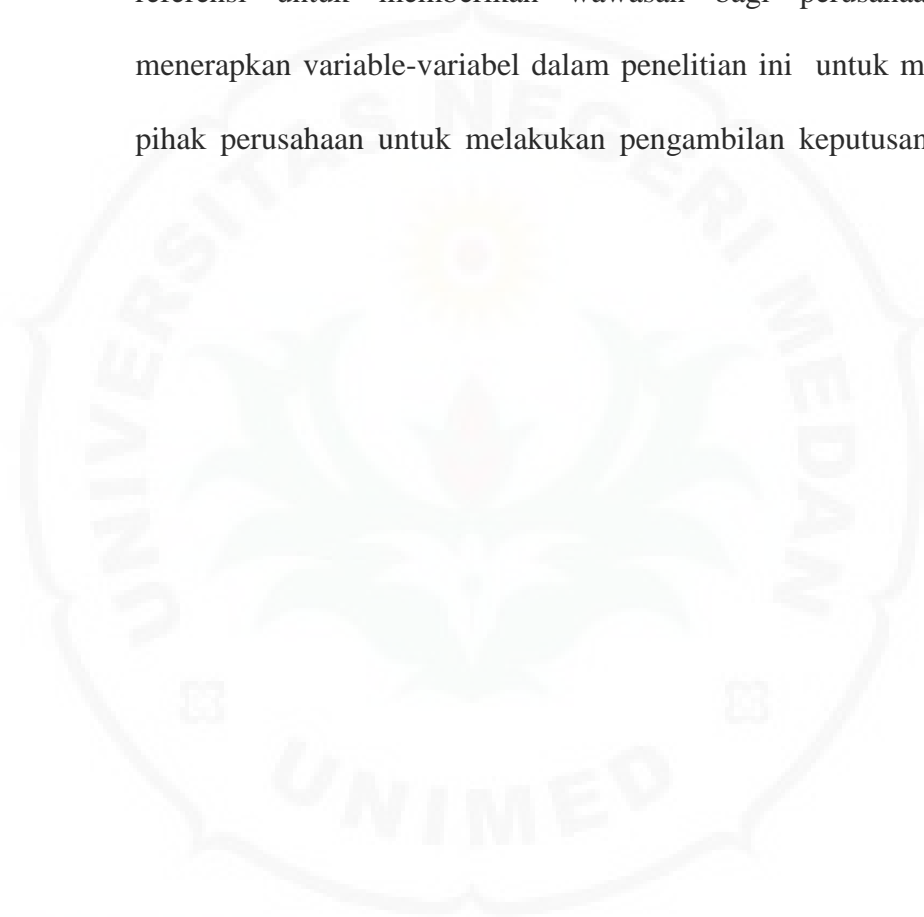 referensi untuk memberikan wawasan bagi
menerapkan variable-variabel dalam penelitian ini untuk
pihak perusahaan untuk melakukan pengambilan keputusan
UNIVERSITAS NEGERI MEDAN
UNIMED